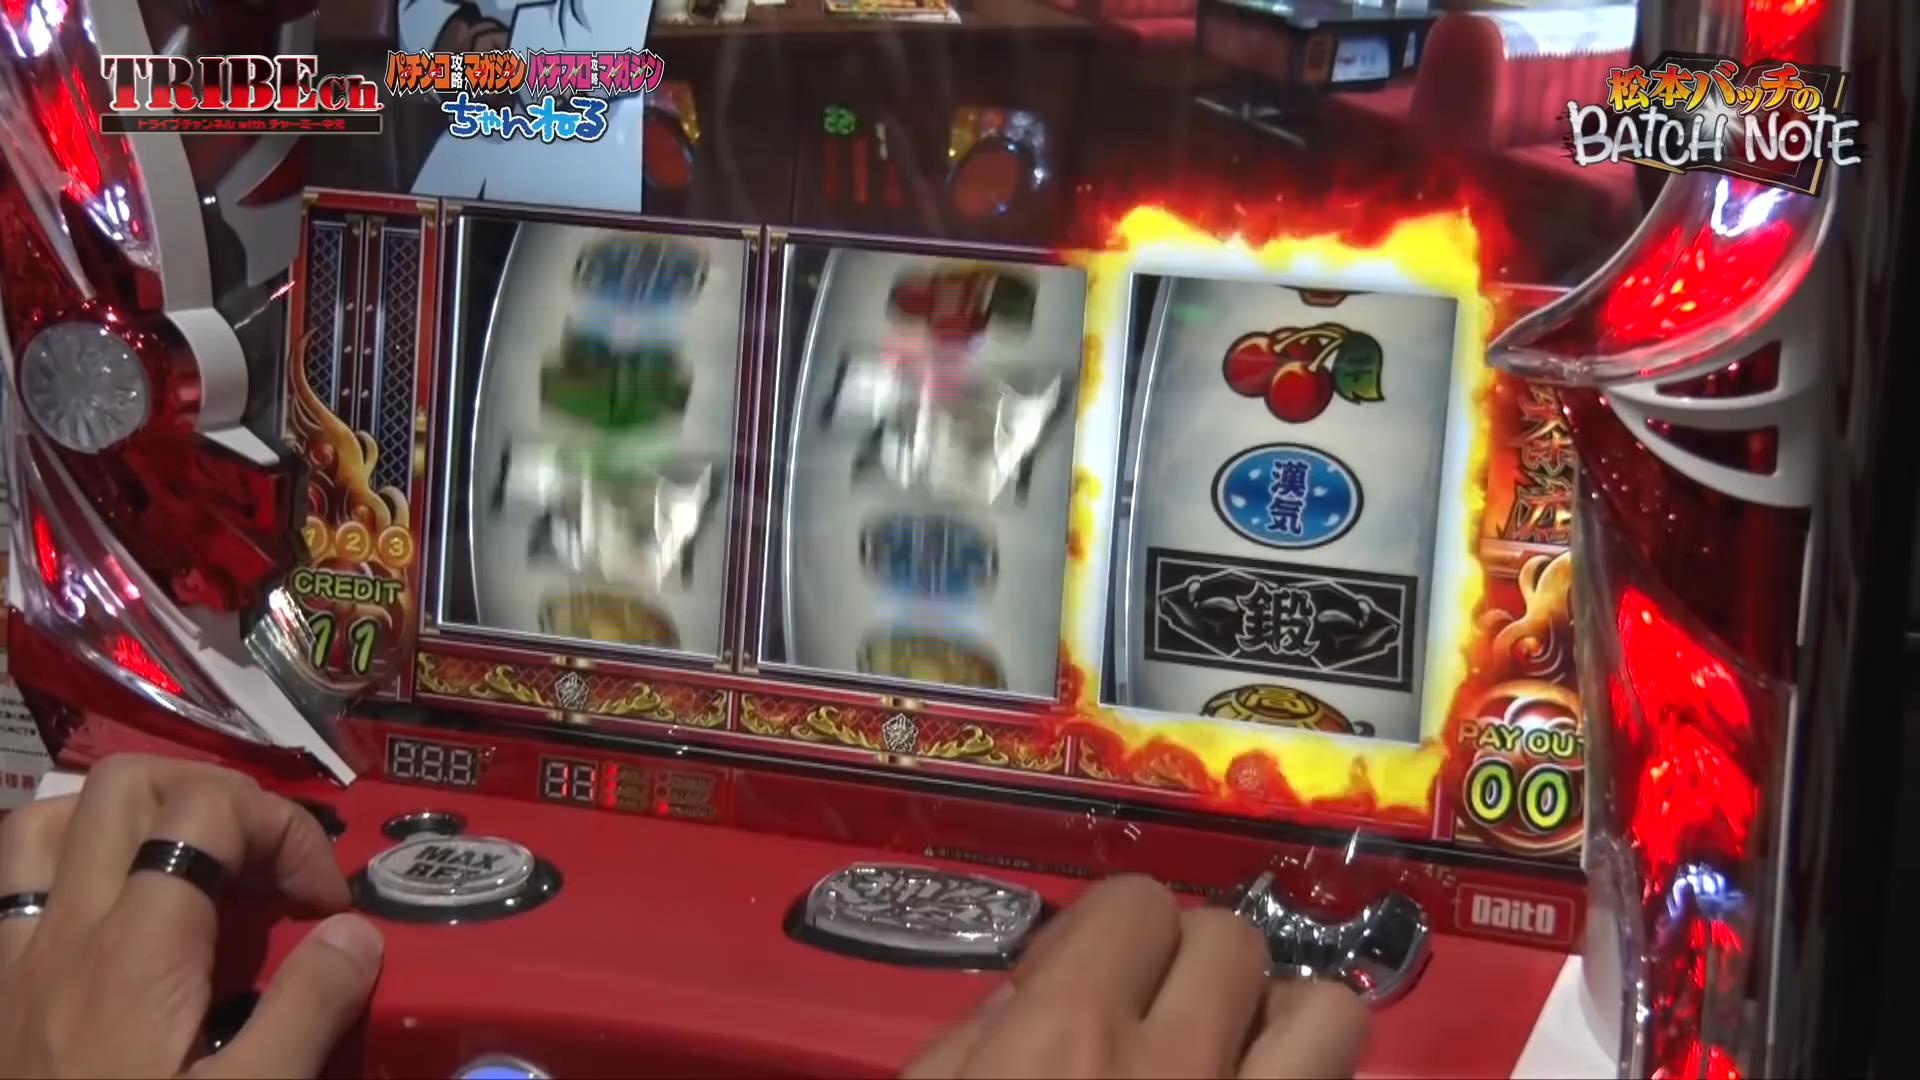 TRIBEch
トライブチャンネル with チャーミー中元
パチンコ攻略マガジン パチスロ攻略マガジン
ちゃんねる
松本バッチの
BATCH NOTE
漢気
鍛
1 2 3
CREDIT
11
PAY OUT
00
MAX
BET
Daito